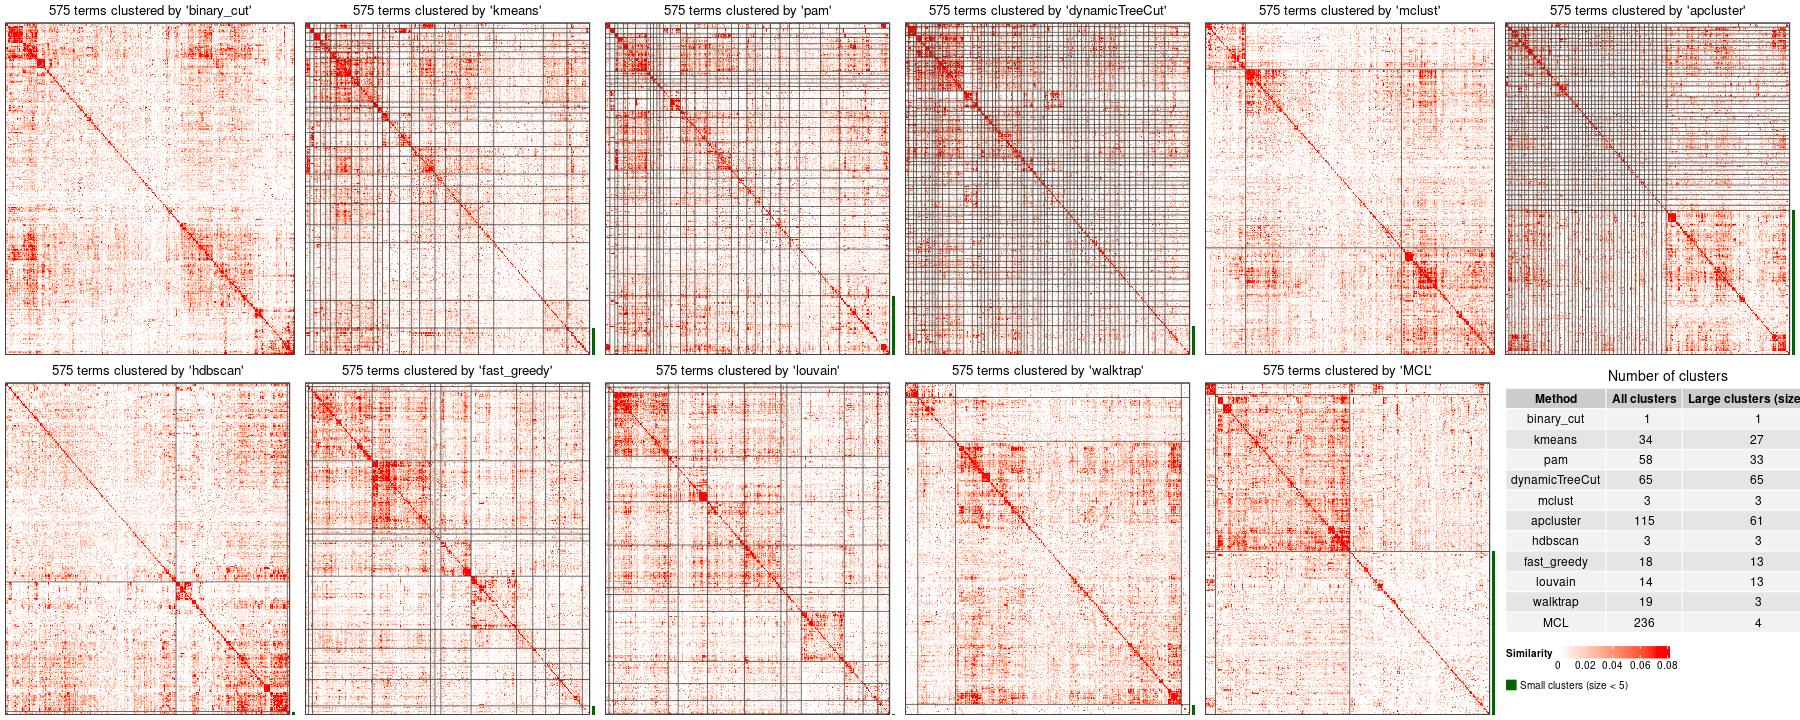 575 terms clustered by 'binary_cut'
575 terms clustered by 'kmeans'
575 terms clustered by 'pam'
575 terms clustered by 'dynamicTreeCut'
575 terms clustered by 'mclust'
575 terms clustered by 'apcluster'
575 terms clustered by 'hdbscan'
575 terms clustered by 'fast_greedy'
575 terms clustered by 'louvain'
575 terms clustered by 'walktrap'
575 terms clustered by 'MCL'
Number of clusters
Method All clusters Large clusters (size
binary_cut 1 1
kmeans 34 27
pam 58 33
dynamicTreeCut 65 65
mclust 3 3
apcluster 115 61
hdbscan 3 3
fast_greedy 18 13
louvain 14 13
walktrap 19 3
MCL 236 4
Similarity
0 0.02 0.04 0.06 0.08
Small clusters (size < 5)